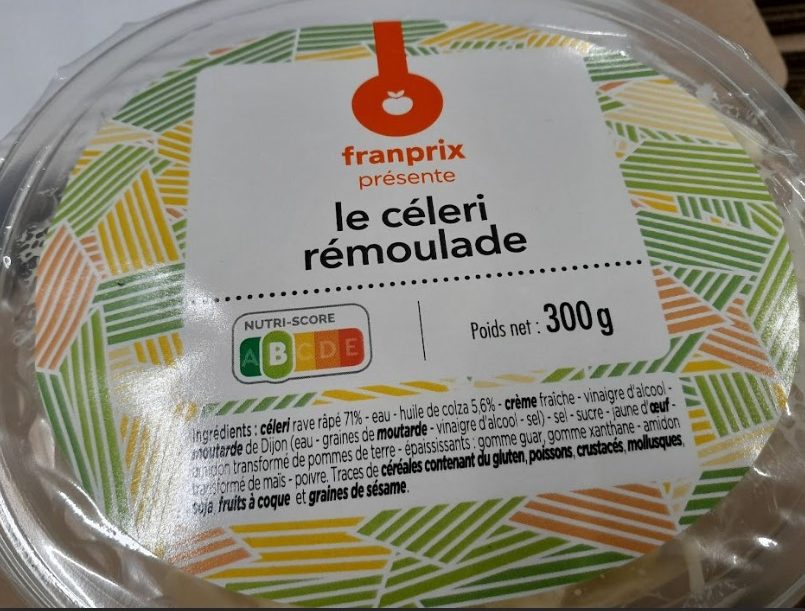 franprix
présente
le céleri
rémoulade
NUTRI-SCORE
A B C D E
Poids net : 300 g
Ingrédients : céleri rave râpé 71% - eau - huile de colza 5,6% - crème fraiche - vinaigre d'alcool -
moutarde de Dijon (eau - graines de moutarde - vinaigre d'alcool - sel) - sel - sucre - jaune d'œuf -
amidon transformé de pommes de terre - épaississants : gomme guar, gomme xanthane - amidon
transformé de maïs - poivre. Traces de céréales contenant du gluten, poissons, crustacés, mollusques,
soja, fruits à coque et graines de sésame.